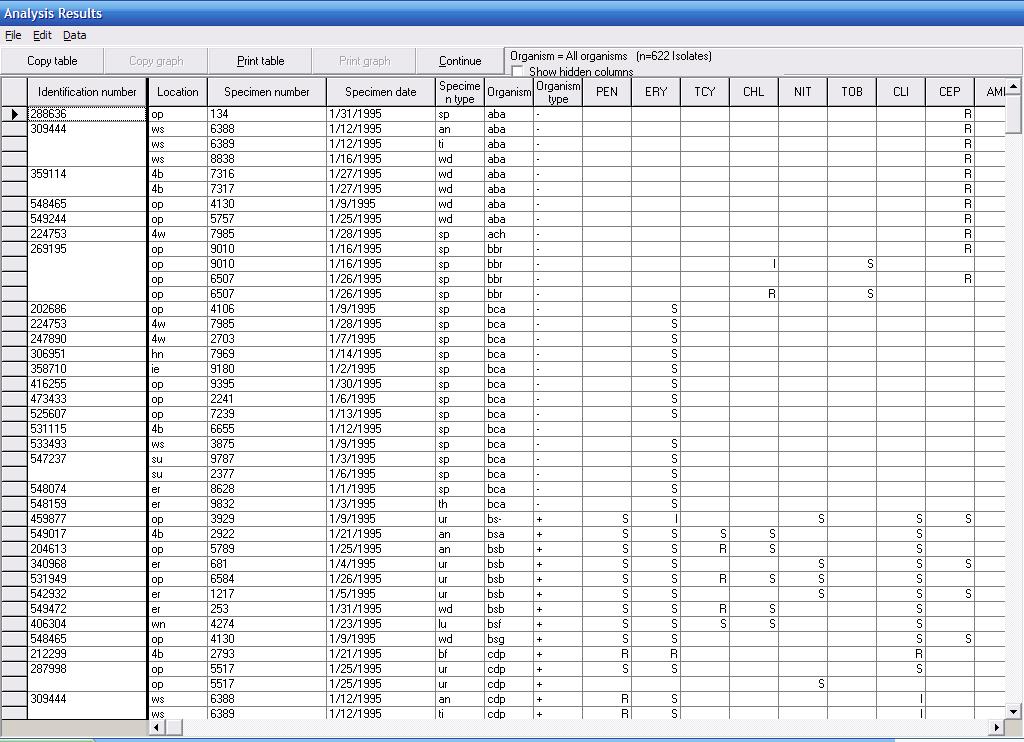 Analysis Results
File Edit Data
Copy table Copy graph Print table Print graph Continue Organism = All organisms (n=622 Isolates)
Show hidden columns
Identification number Location Specimen number Specimen date Specime n type Organism Organism type PEN ERY TCY CHL NIT TOB CLI CEP AM
288636 op 134 1/31/1995 sp aba - R
309444 ws 6388 1/12/1995 an aba - R
ws 6389 1/12/1995 ti aba - R
ws 8838 1/16/1995 wd aba - R
359114 4b 7316 1/27/1995 wd aba - R
4b 7317 1/27/1995 wd aba - R
548465 op 4130 1/9/1995 wd aba - R
549244 op 5757 1/25/1995 wd aba - R
224753 4w 7985 1/28/1995 sp ach - R
269195 op 9010 1/16/1995 sp bbr - R
op 9010 1/16/1995 sp bbr - I S
op 6507 1/26/1995 sp bbr - R
op 6507 1/26/1995 sp bbr - R S
202686 op 4106 1/9/1995 sp bca - S
224753 4w 7985 1/28/1995 sp bca - S
247890 4w 2703 1/7/1995 sp bca - S
306951 hn 7969 1/14/1995 sp bca - S
358710 ie 9180 1/2/1995 sp bca - S
416255 op 9395 1/30/1995 sp bca - S
473433 op 2241 1/6/1995 sp bca - S
525607 op 7239 1/13/1995 sp bca - S
531115 4b 6655 1/12/1995 sp bca -
533493 ws 3875 1/9/1995 sp bca - S
547237 su 9787 1/3/1995 sp bca - S
su 2377 1/6/1995 sp bca - S
548074 er 8628 1/1/1995 sp bca - S
548159 er 9832 1/3/1995 th bca - S
459877 op 3929 1/9/1995 ur bs- + S I S S S
549017 4b 2922 1/21/1995 an bsa + S S S S S
204613 op 5789 1/25/1995 an bsb + S S R S S
340968 er 681 1/4/1995 ur bsb + S S S S S
531949 op 6584 1/26/1995 ur bsb + S S R S S S
542932 er 1217 1/5/1995 ur bsb + S S S S S
549472 er 253 1/31/1995 wd bsb + S S R S S
406304 wn 4274 1/23/1995 lu bsf + S S S S S
548465 op 4130 1/9/1995 wd bsg + S S S S
212299 4b 2793 1/21/1995 bf cdp + R R R
287998 op 5517 1/25/1995 ur cdp + S S S
op 5517 1/25/1995 ur cdp + S
309444 ws 6388 1/12/1995 an cdp + R S I
ws 6389 1/12/1995 ti cdp + R S I